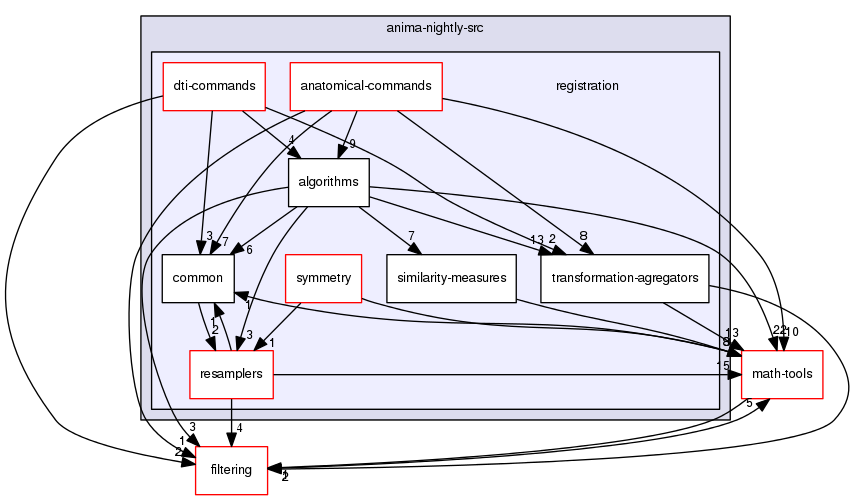 anima-nightly-src
dti-commands
anatomical-commands
registration
4
9
algorithms
3
7
6
7
13
2
8
common
symmetry
similarity-measures
transformation-agregators
1
1
2
3
1
13
8
22
10
resamplers
15
math-tools
5
3
4
1
2
filtering
2